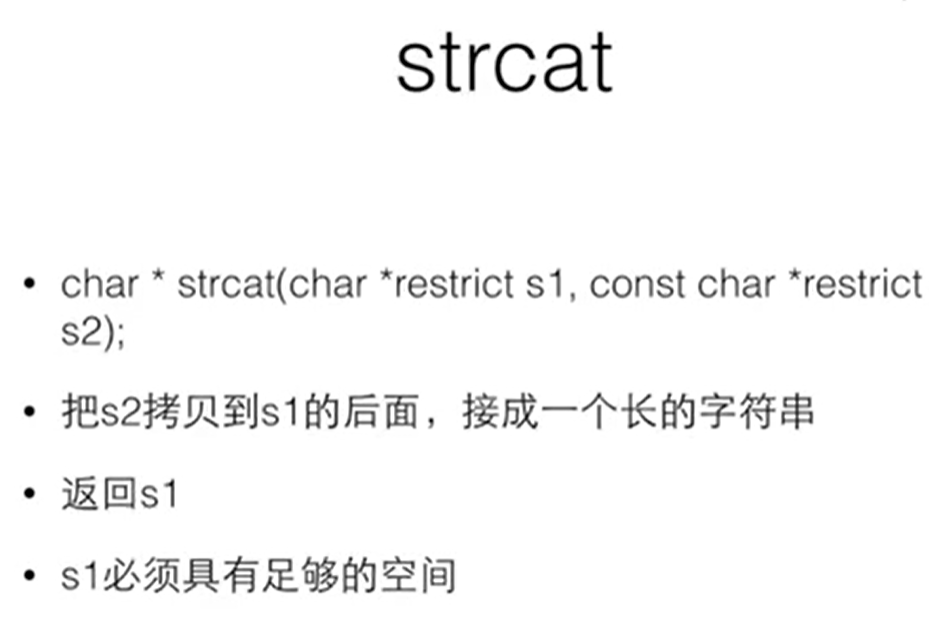 strcat
• char * strcat(char *restrict s1, const char *restrict
s2);
• 把s2拷贝到s1的后面，接成一个长的字符串
• 返回s1
• s1必须具有足够的空间